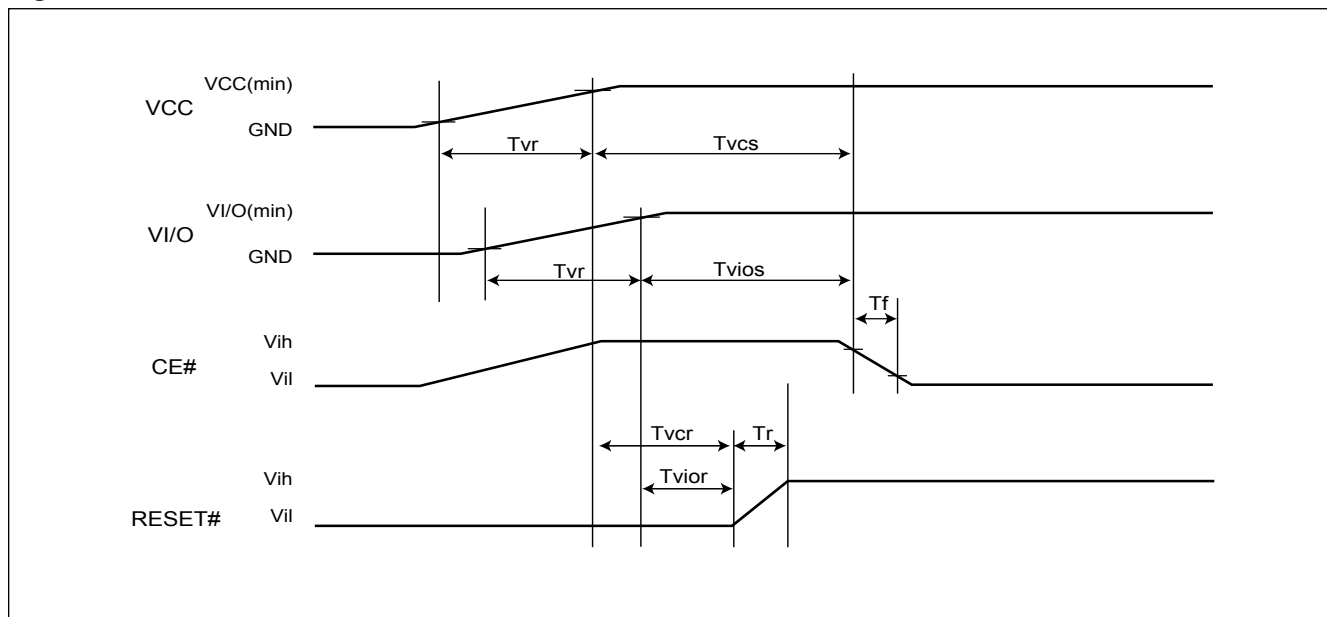 VCC(min)
VCC
GND
Tvr
Tvcs
VI/O(min)
VI/O
GND
Tvr
Tvios
Tf
Vih
CE#
Vil
Tvcr
Tr
Vih
Tvior
RESET#
Vil